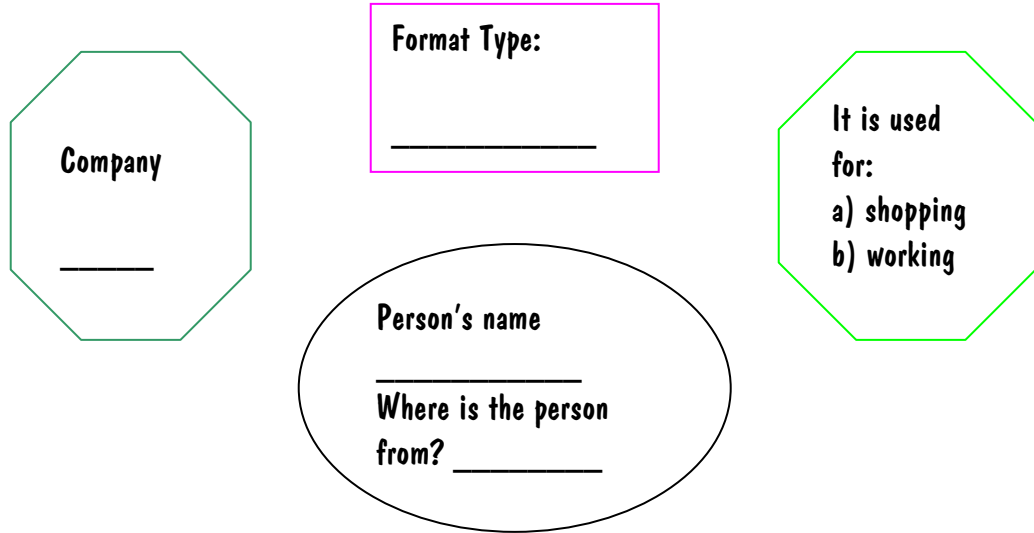 Format Type:
____________
Company
_____
It is used
for:
a) shopping
b) working
Person's name
____________
Where is the person
from? _________